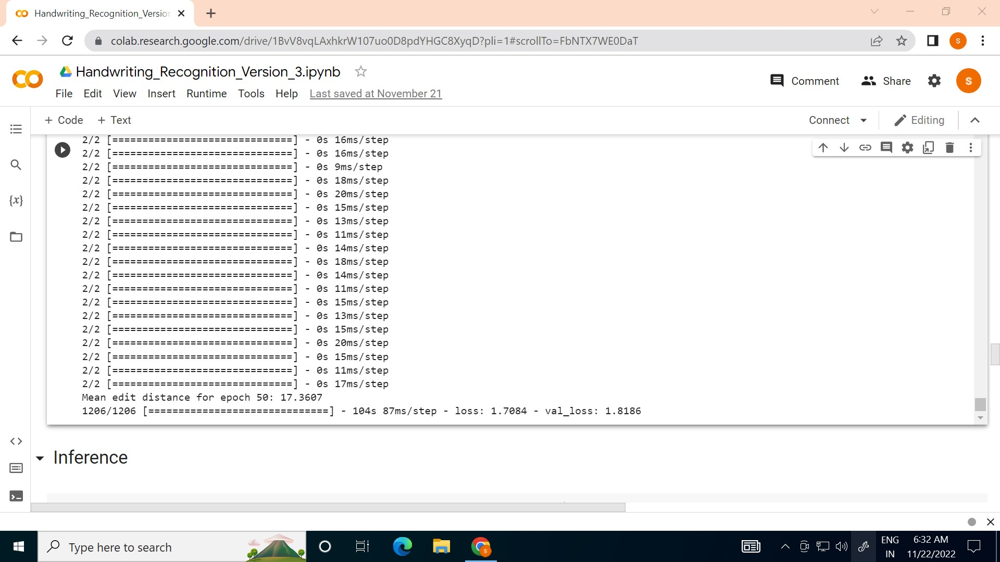 Handwriting_Recognition_Versior
colab.research.google.com/drive/1BvV8vqLAxhkrW107uo0D8pdYHGC8XyqD?pli=1#scrollTo=FbNTX7WE0DaT
S
CO
Handwriting_Recognition_Version_3.ipynb
Comment
Share
S
File Edit View Insert Runtime Tools Help Last saved at November 21
+ Code + Text
Connect
Editing
2/2 [==============================] - 0s 16ms/step
2/2 [==============================] - 0s 16ms/step
2/2 [==============================] - 0s 9ms/step
2/2 [==============================] - 0s 18ms/step
2/2 [==============================] - 0s 20ms/step
2/2 [==============================] - 0s 15ms/step
2/2 [==============================] - 0s 13ms/step
2/2 [==============================] - 0s 11ms/step
2/2 [==============================] - 0s 14ms/step
2/2 [==============================] - 0s 18ms/step
2/2 [==============================] - 0s 14ms/step
2/2 [==============================] - 0s 11ms/step
2/2 [==============================] - 0s 15ms/step
2/2 [==============================] - 0s 13ms/step
2/2 [==============================] - 0s 15ms/step
2/2 [==============================] - 0s 20ms/step
2/2 [==============================] - 0s 15ms/step
2/2 [==============================] - 0s 11ms/step
2/2 [==============================] - 0s 17ms/step
Mean edit distance for epoch 50: 17.3607
1206/1206 [==============================] - 104s 87ms/step - loss: 1.7084 - val_loss: 1.8186
Inference
Type here to search
ENG
IN
6:32 AM
11/22/2022